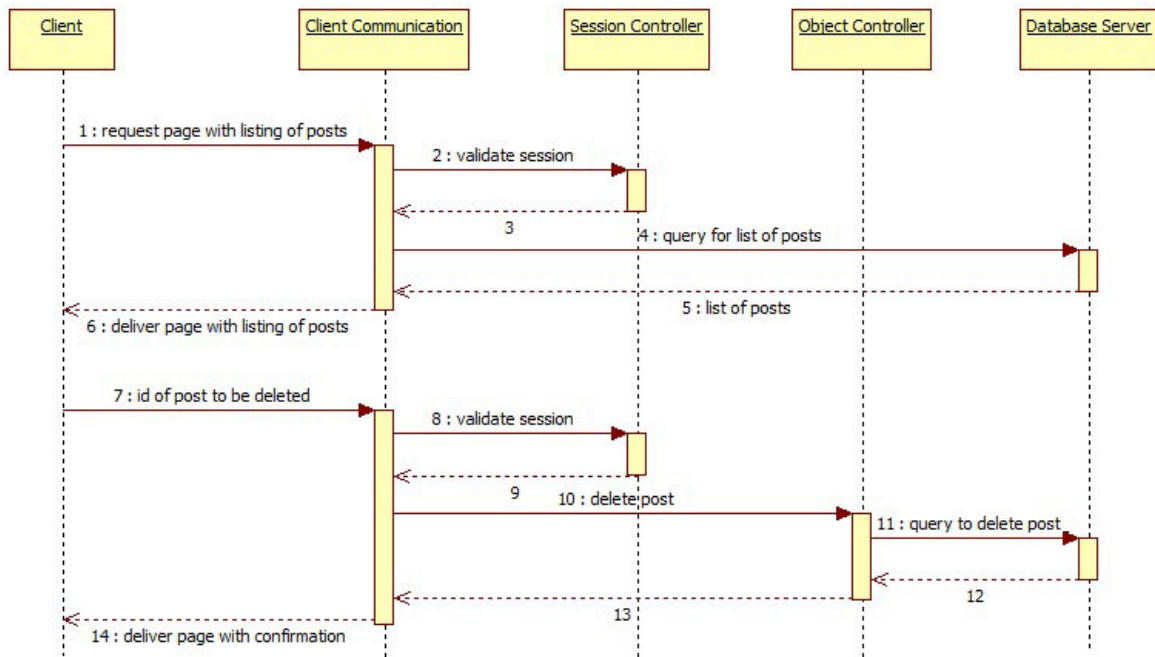 Client
Client Communication
Session Controller
Object Controller
Database Server
1 : request page with listing of posts
2 : validate session
3
4 : query for list of posts
5 : list of posts
6 : deliver page with listing of posts
7 : id of post to be deleted
8 : validate session
9
10 : delete post
11 : query to delete post
12
13
14 : deliver page with confirmation